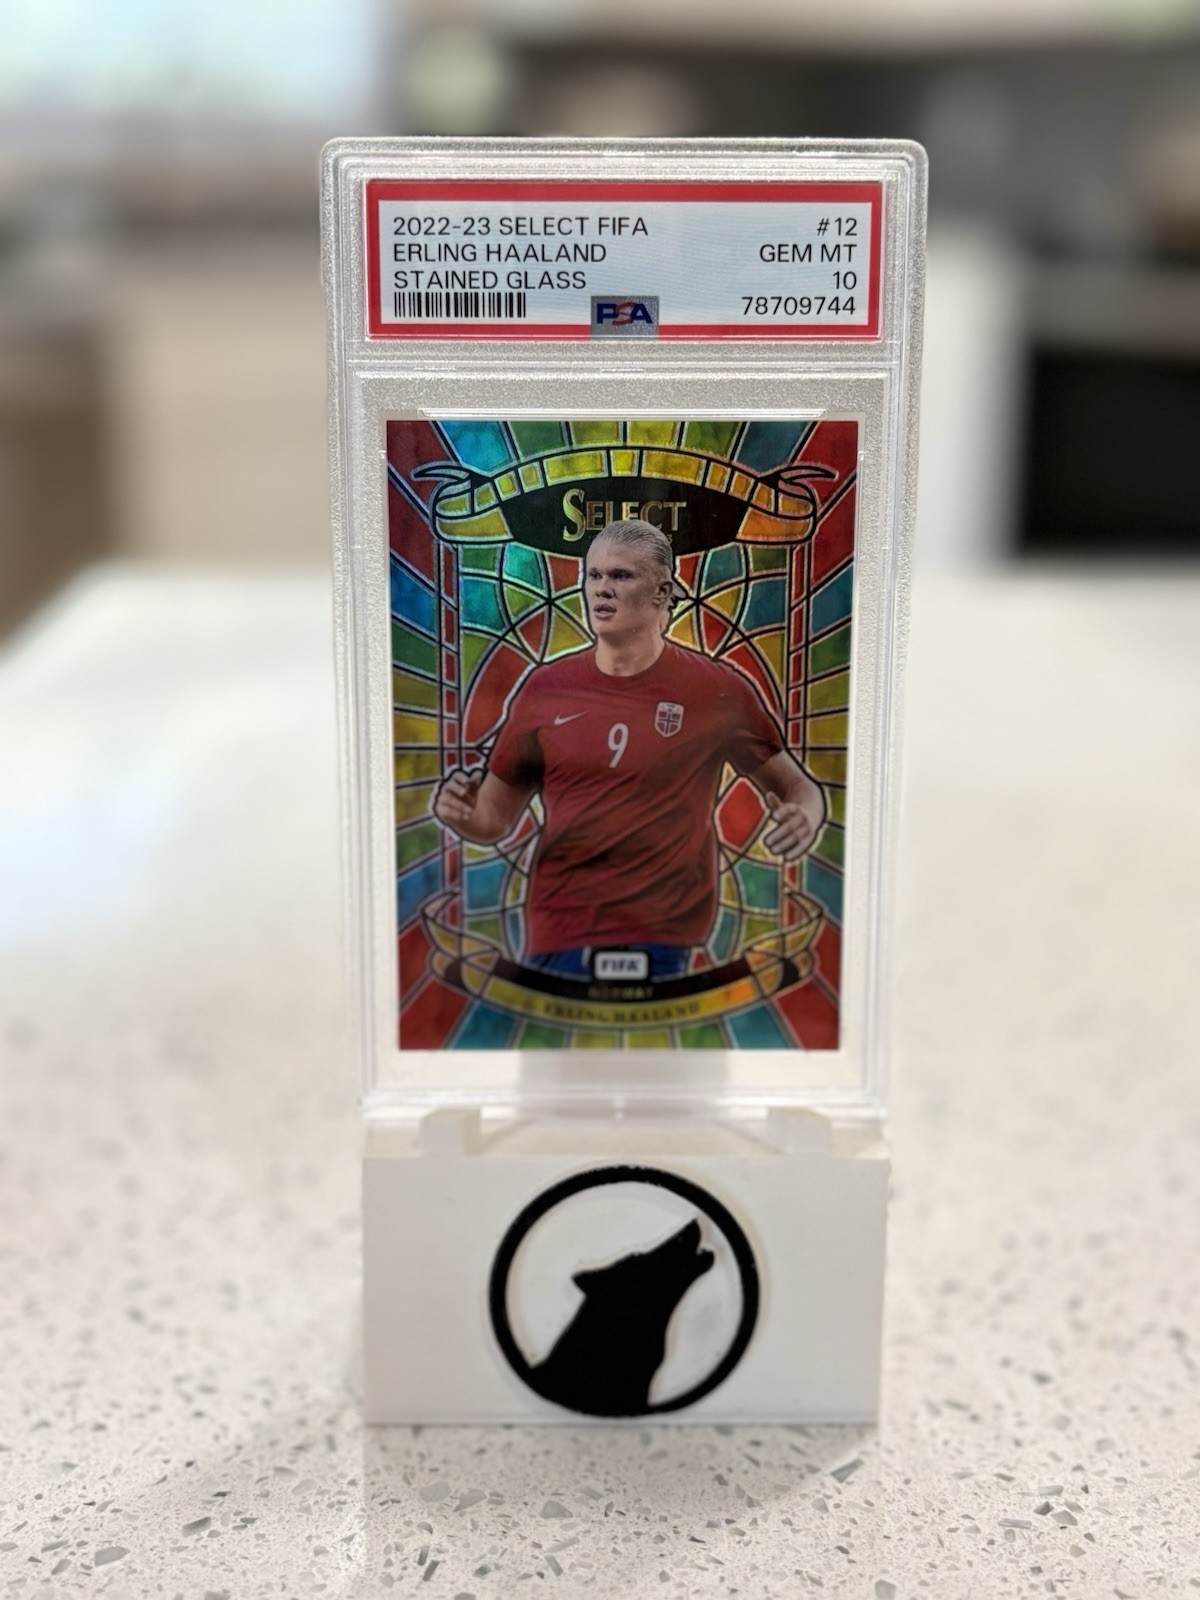 2022-23 SELECT FIFA #12
ERLING HAALAND GEM MT
STAINED GLASS 10
PSA 78709744
SELECT
9
FIFA
NORWAY
ERLING HAALAND